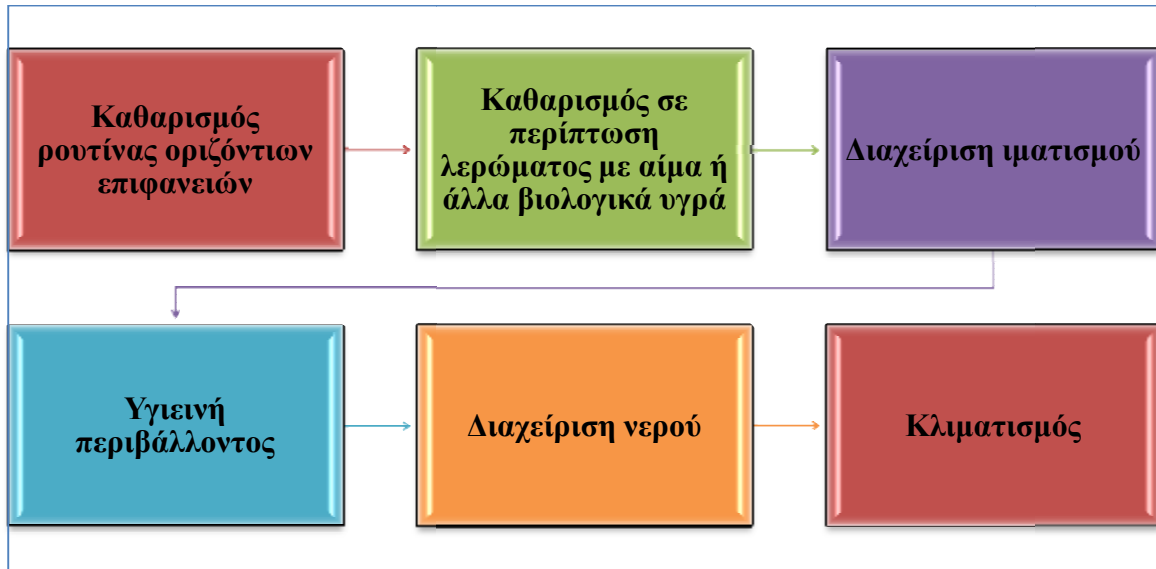 Καθαρισμός
ρουτίνας οριζόντιων
επιφανειών
Καθαρισμός σε
περίπτωση
λερώματος με αίμα ή
άλλα βιολογικά υγρά
Διαχείριση ιματισμού
Υγιεινή
περιβάλλοντος
Διαχείριση νερού
Κλιματισμός